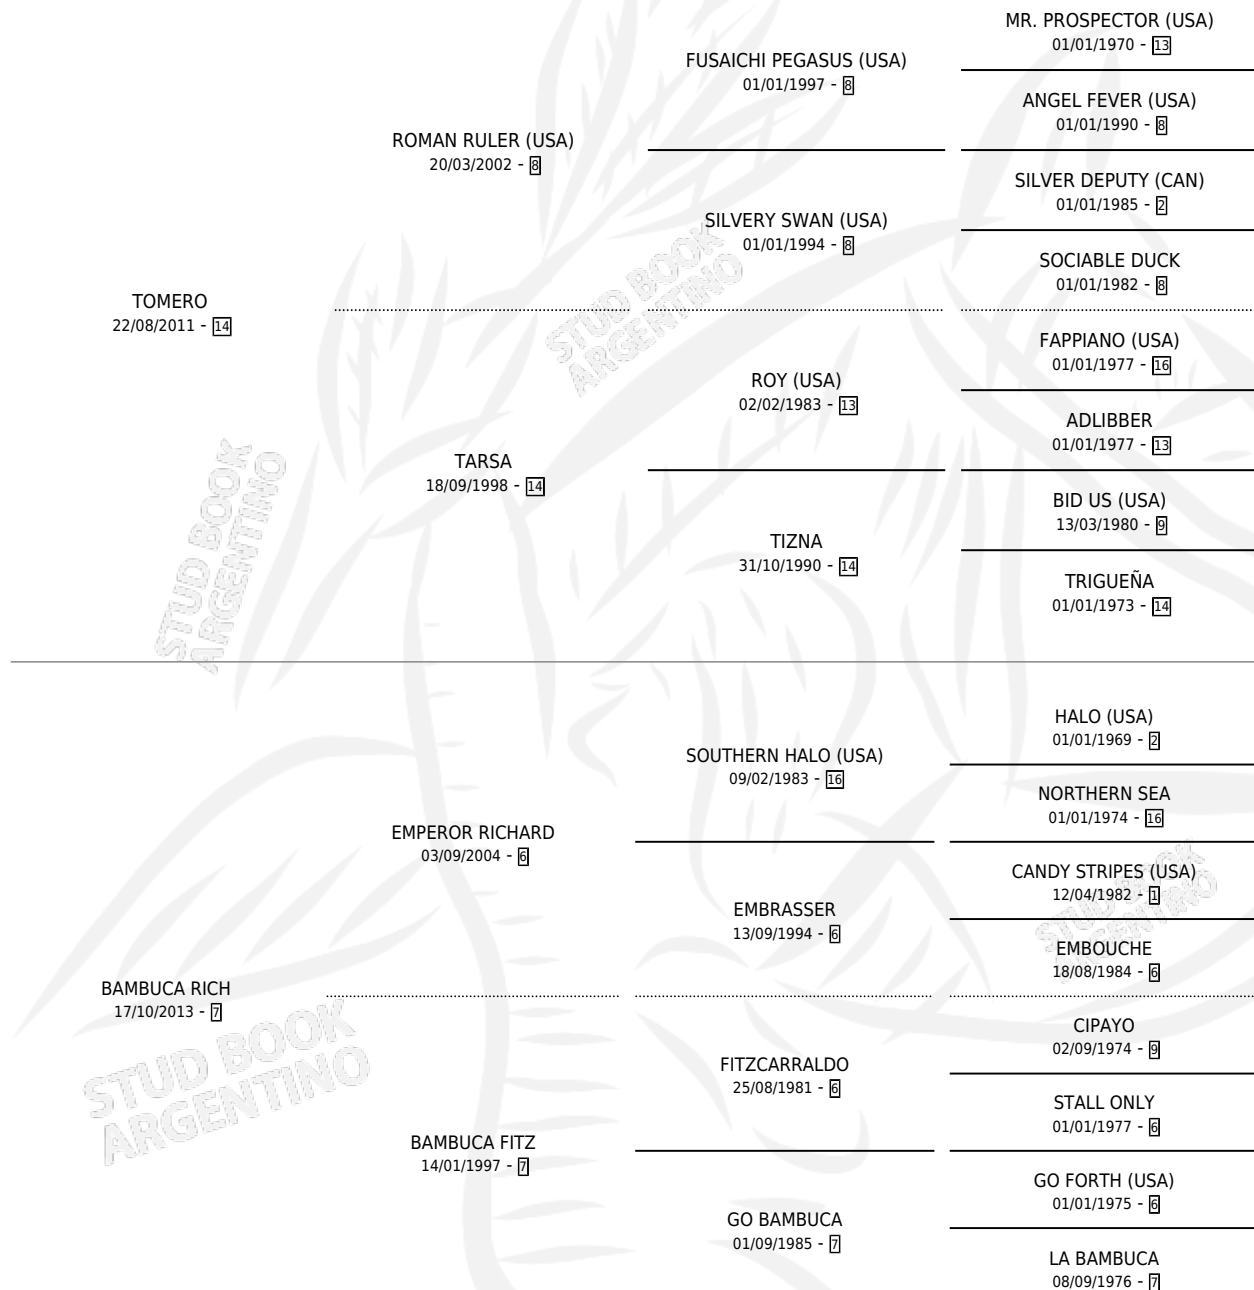 MR. PROSPECTOR (USA)
01/01/1970 - 13
FUSAICHI PEGASUS (USA)
01/01/1997 - 8
ANGEL FEVER (USA)
01/01/1990 - 8
ROMAN RULER (USA)
20/03/2002 - 8
SILVER DEPUTY (CAN)
01/01/1985 - 2
SILVERY SWAN (USA)
01/01/1994 - 8
SOCIABLE DUCK
01/01/1982 - 8
TOMERO
22/08/2011 - 14
STUD BOOK
ARGENTINO
FAPPIANO (USA)
01/01/1977 - 16
ROY (USA)
02/02/1983 - 13
ADLIBBER
01/01/1977 - 13
TARSA
18/09/1998 - 14
BID US (USA)
13/03/1980 - 9
TIZNA
31/10/1990 - 14
TRIGUEÑA
01/01/1973 - 14
STUD BOOK
ARGENTINO
HALO (USA)
01/01/1969 - 2
SOUTHERN HALO (USA)
09/02/1983 - 16
NORTHERN SEA
01/01/1974 - 16
EMPEROR RICHARD
03/09/2004 - 6
CANDY STRIPES (USA)
12/04/1982 - 1
EMBRASSER
13/09/1994 - 6
STUD BOOK
ARGENTINO
EMBOUCHE
18/08/1984 - 6
BAMBUCA RICH
17/10/2013 - 7
STUD BOOK
ARGENTINO
CIPAYO
02/09/1974 - 9
FITZCARRALDO
25/08/1981 - 6
STALL ONLY
01/01/1977 - 6
BAMBUCA FITZ
14/01/1997 - 7
GO FORTH (USA)
01/01/1975 - 6
GO BAMBUCA
01/09/1985 - 7
LA BAMBUCA
08/09/1976 - 7